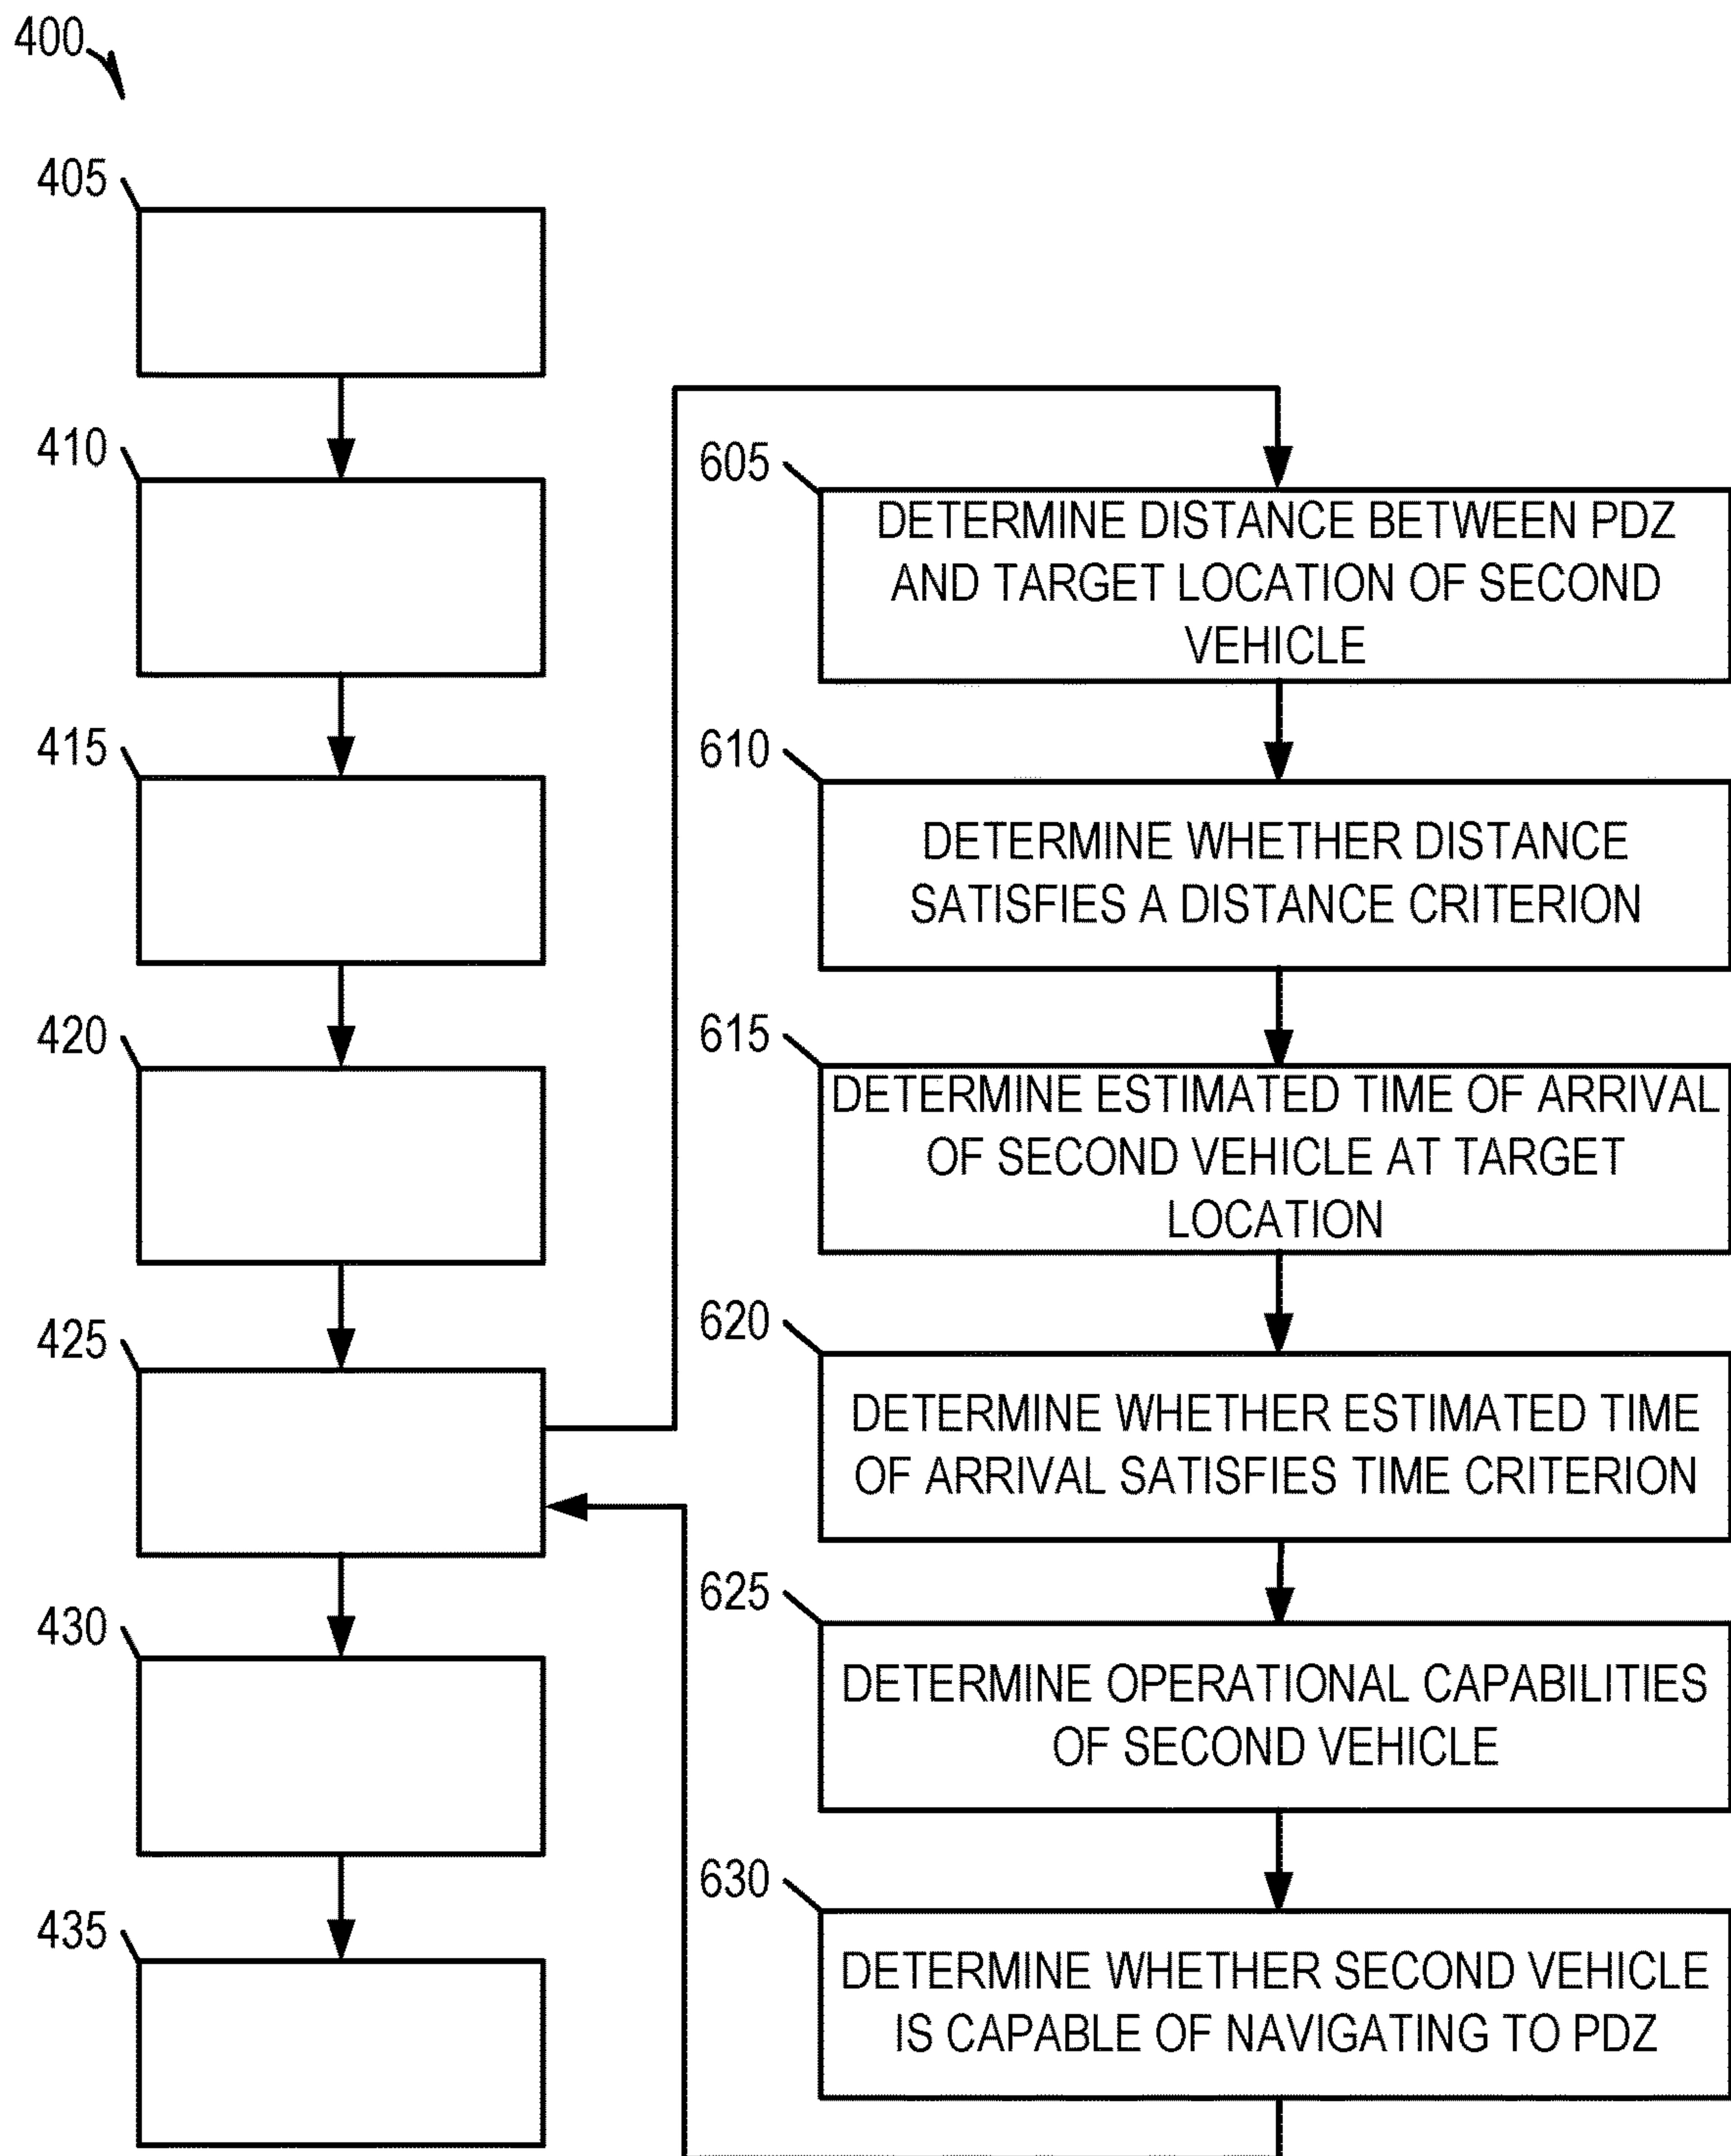 400
405
410
415
420
425
430
435
605
DETERMINE DISTANCE BETWEEN PDZ
AND TARGET LOCATION OF SECOND
VEHICLE
610
DETERMINE WHETHER DISTANCE
SATISFIES A DISTANCE CRITERION
615
DETERMINE ESTIMATED TIME OF ARRIVAL
OF SECOND VEHICLE AT TARGET
LOCATION
620
DETERMINE WHETHER ESTIMATED TIME
OF ARRIVAL SATISFIES TIME CRITERION
625
DETERMINE OPERATIONAL CAPABILITIES
OF SECOND VEHICLE
630
DETERMINE WHETHER SECOND VEHICLE
IS CAPABLE OF NAVIGATING TO PDZ